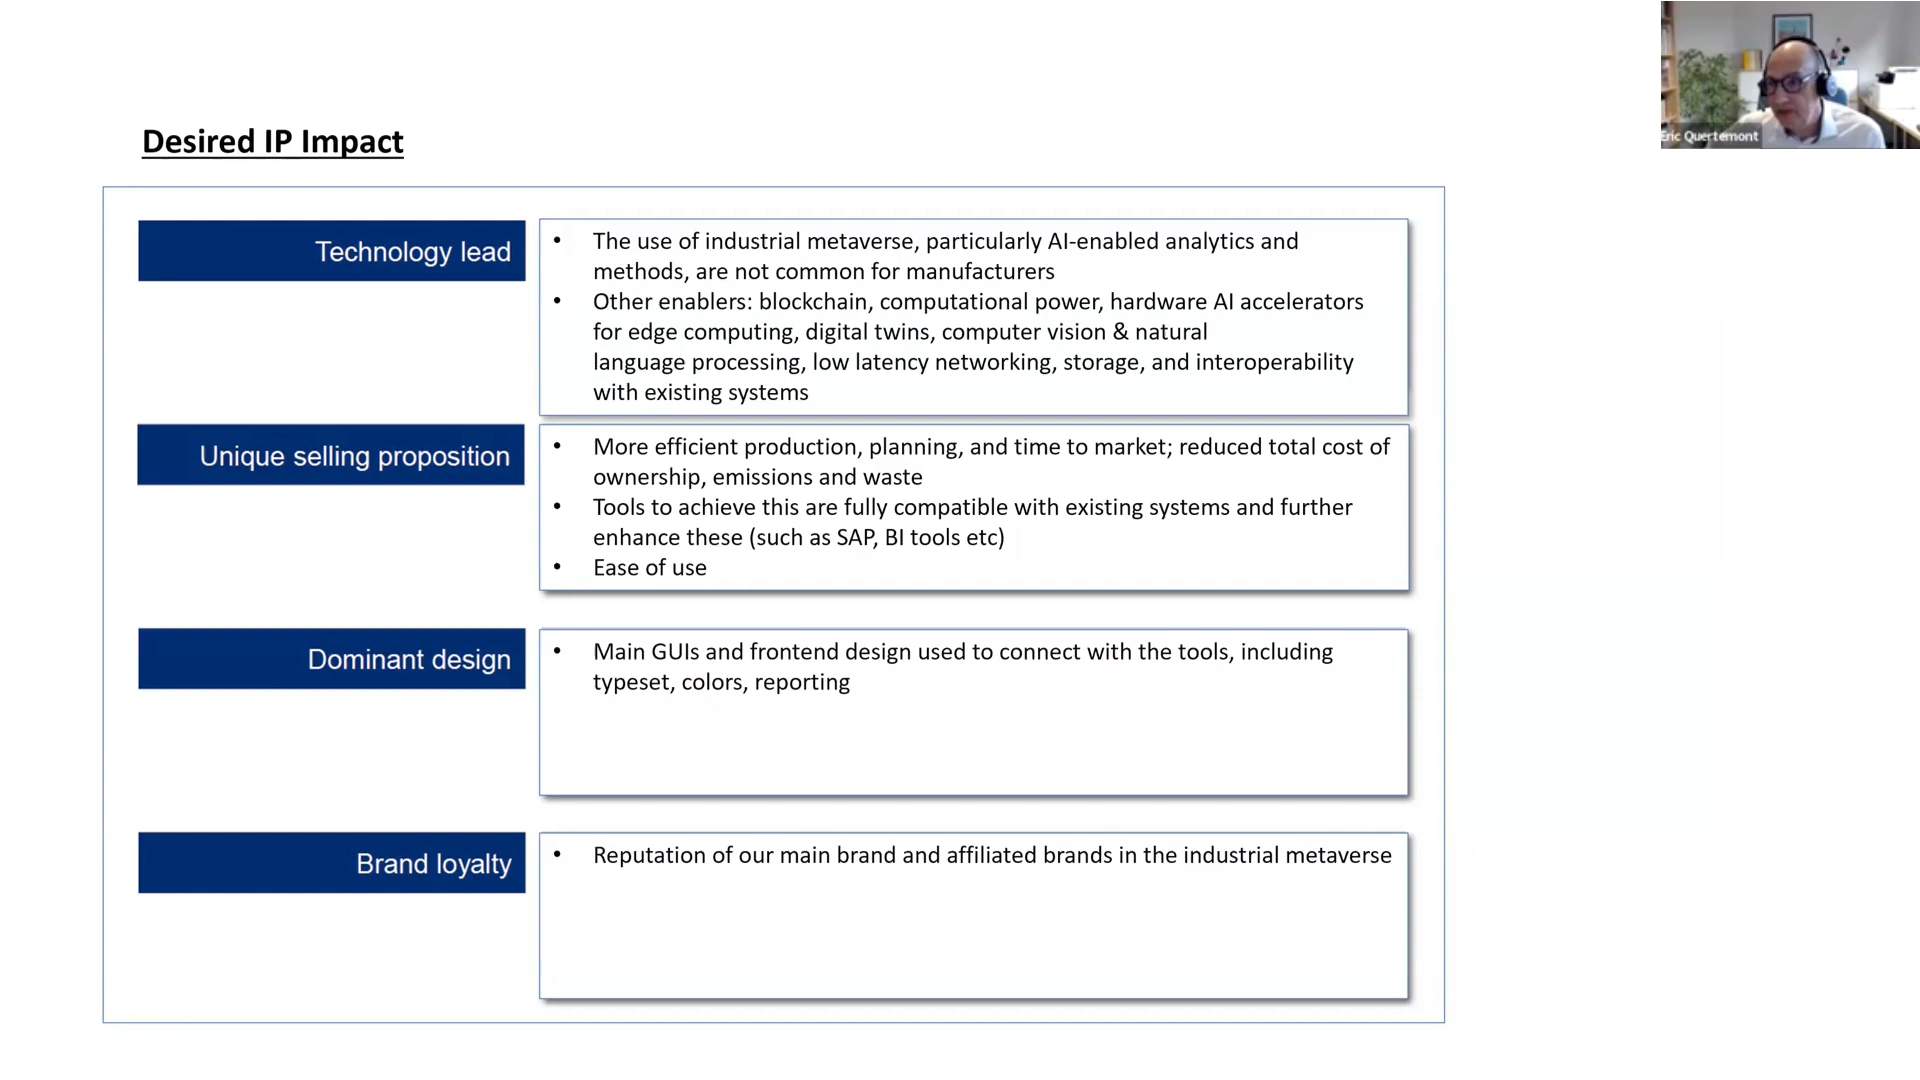 Eric Quertemont
Desired IP Impact
Technology lead
• The use of industrial metaverse, particularly AI-enabled analytics and
methods, are not common for manufacturers
• Other enablers: blockchain, computational power, hardware AI accelerators
for edge computing, digital twins, computer vision & natural
language processing, low latency networking, storage, and interoperability
with existing systems
Unique selling proposition
• More efficient production, planning, and time to market; reduced total cost of
ownership, emissions and waste
• Tools to achieve this are fully compatible with existing systems and further
enhance these (such as SAP, BI tools etc)
• Ease of use
Dominant design
• Main GUIs and frontend design used to connect with the tools, including
typeset, colors, reporting
Brand loyalty
• Reputation of our main brand and affiliated brands in the industrial metaverse